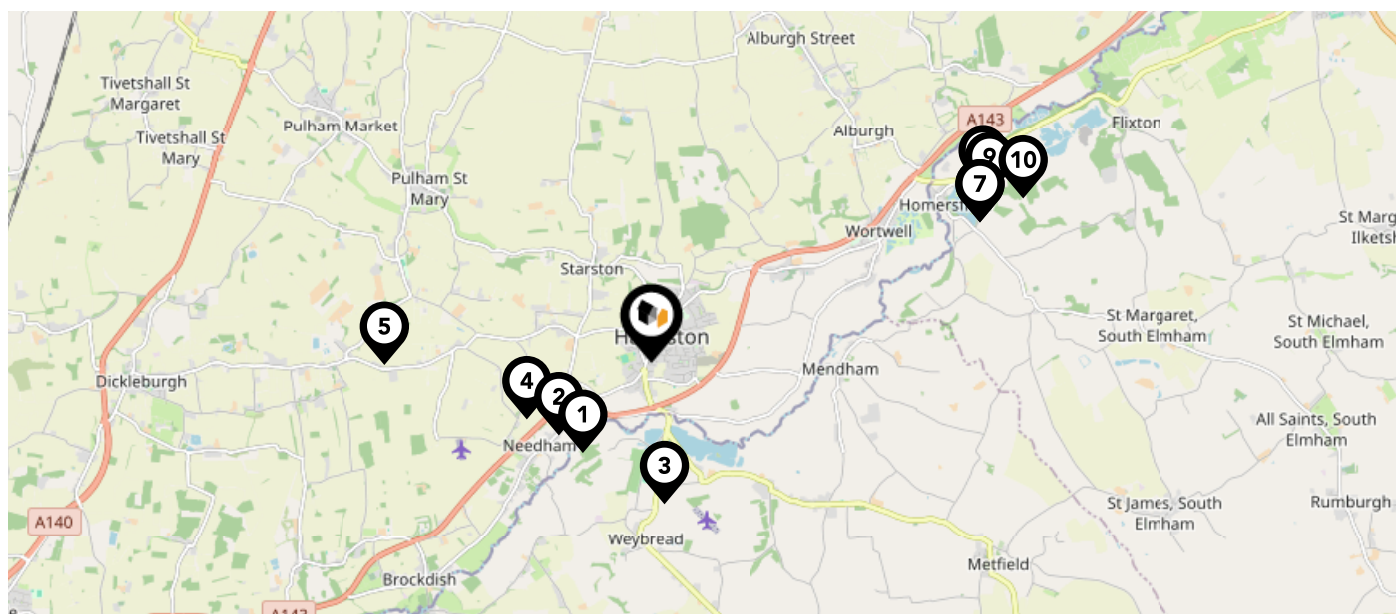 Alburgh Street
Tivetshall St
Margaret
A143
Pulham Market
Flixton
Alburgh
Tivetshall St
Mary
9
10
7
Pulham St
Mary
Homersf
St Marg
Ilketsh
Wortwell
Starston
5
St Margaret,
South Elmham
St Michael,
South Elmham
H ston
Dickleburgh
4
Mendham
2
1
All Saints, South
Elmham
Needham
3
A140
St James, South
Elmham
Rumburgh
Weybread
Metfield
Brockdish
A143